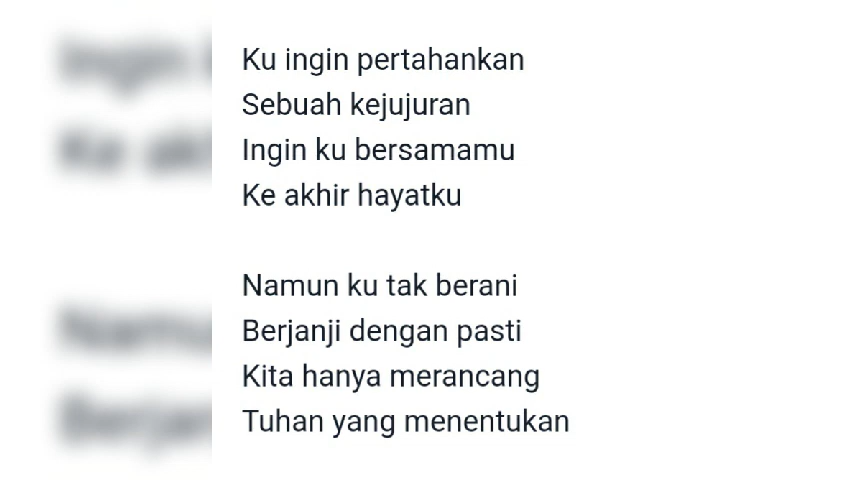 Ku ingin pertahankan
Sebuah kejujuran
Ingin ku bersamamu
Ke akhir hayatku
Namun ku tak berani
Berjanji dengan pasti
Kita hanya merancang
Tuhan yang menentukan